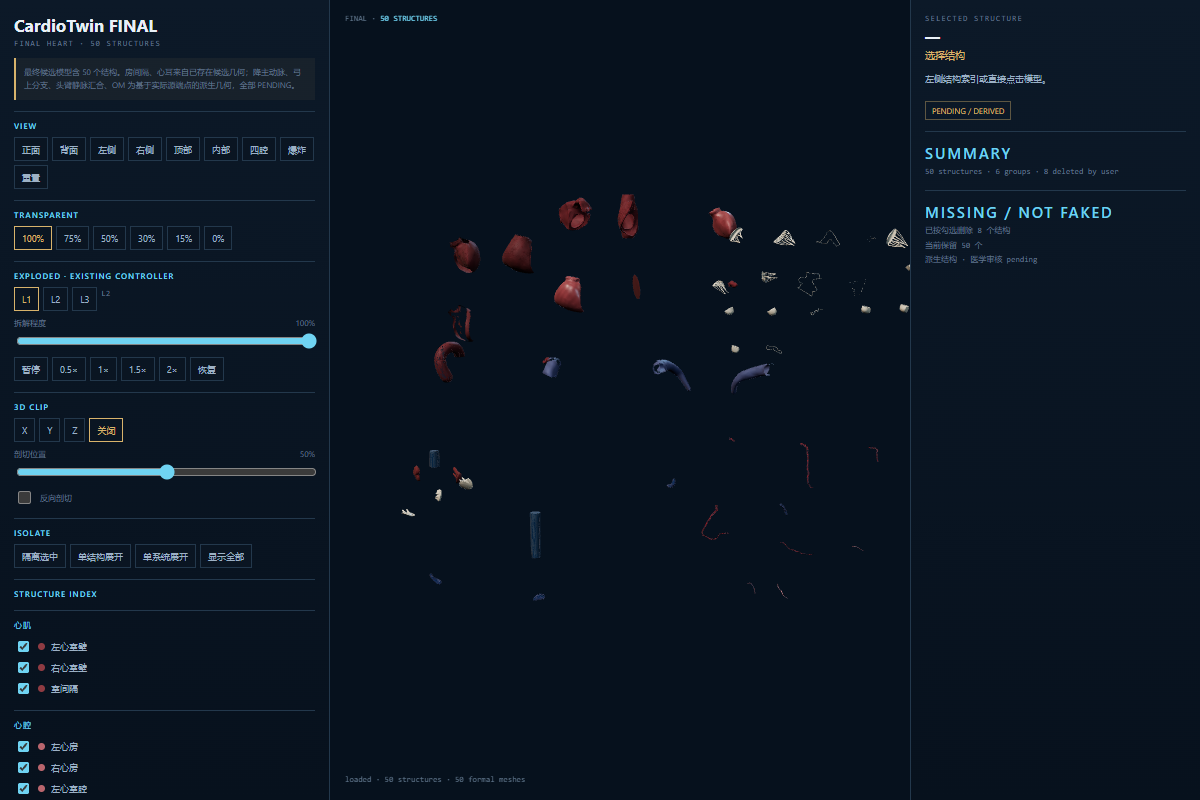 CardioTwin FINAL
FINAL HEART · 50 STRUCTURES
最终候选模型含 50 个结构。房间隔、心耳来自已存在候选几何；降主动脉、弓
上分支、头臂静脉汇合、OM 为基于实际源端点的派生几何，全部 PENDING。
VIEW
正面 背面 左侧 右侧 顶部 内部 四腔 爆炸
重置
TRANSPARENT
100% 75% 50% 30% 15% 0%
EXPLODED · EXISTING CONTROLLER
L1 L2 L3 L2
拆解程度 100%
暂停 0.5× 1× 1.5× 2× 恢复
3D CLIP
X Y Z 关闭
剖切位置 50%
反向剖切
ISOLATE
隔离选中 单结构展开 单系统展开 显示全部
STRUCTURE INDEX
心肌
左心室壁
右心室壁
室间隔
心腔
左心房
右心房
左心室腔
FINAL · 50 STRUCTURES
loaded · 50 structures · 50 formal meshes
SELECTED STRUCTURE
—
选择结构
左侧结构索引或直接点击模型。
PENDING / DERIVED
SUMMARY
50 structures · 6 groups · 8 deleted by user
MISSING / NOT FAKED
已按勾选删除 8 个结构
当前保留 50 个
派生结构 · 医学审核 pending